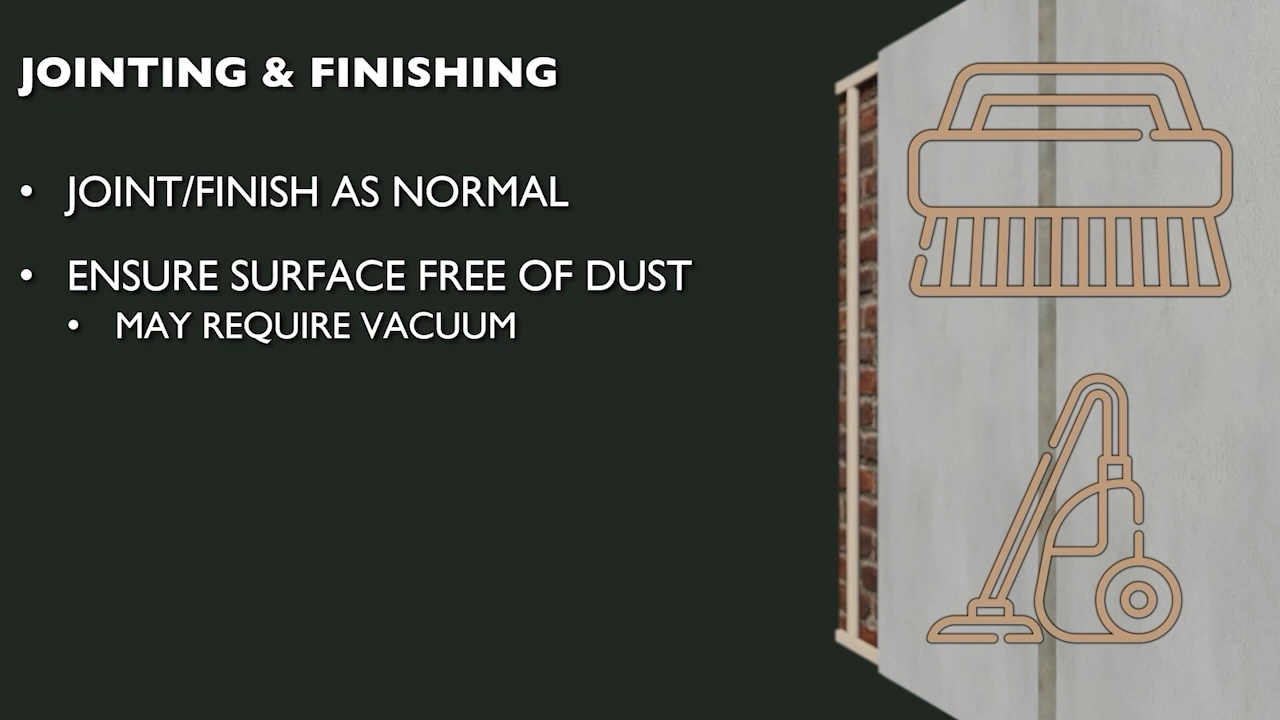 JOINTING & FINISHING
• JOINT/FINISH AS NORMAL
• ENSURE SURFACE FREE OF DUST
• MAY REQUIRE VACUUM